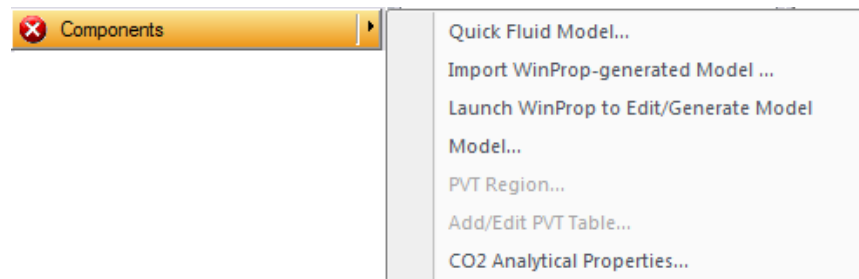 Components
Quick Fluid Model...
Import WinProp-generated Model ...
Launch WinProp to Edit/Generate Model
Model...
PVT Region...
Add/Edit PVT Table...
CO2 Analytical Properties...